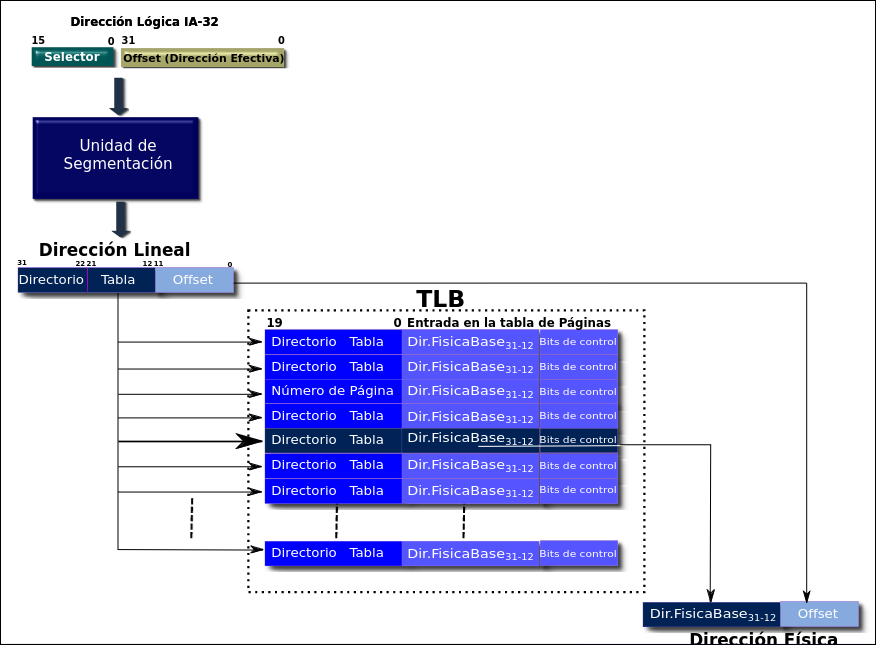 Dirección Lógica IA-32
15 0 31 0
Selector Offset (Dirección Efectiva)
Unidad de
Segmentación
Dirección Lineal
31 22 21 12 11 0
Directorio Tabla Offset
TLB
19 0 Entrada en la tabla de Páginas
Directorio Tabla Dir.FisicaBase31-12 Bits de control
Directorio Tabla Dir.FisicaBase31-12 Bits de control
Número de Página Dir.FisicaBase31-12 Bits de control
Directorio Tabla Dir.FisicaBase31-12 Bits de control
Directorio Tabla Dir.FisicaBase31-12 Bits de control
Directorio Tabla Dir.FisicaBase31-12 Bits de control
Directorio Tabla Dir.FisicaBase31-12 Bits de control
Directorio Tabla Dir.FisicaBase31-12 Bits de control
Dir.FisicaBase31-12 Offset
Dirección Física